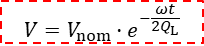 V = V_nom · e^{-ωt/(2Q_L)}